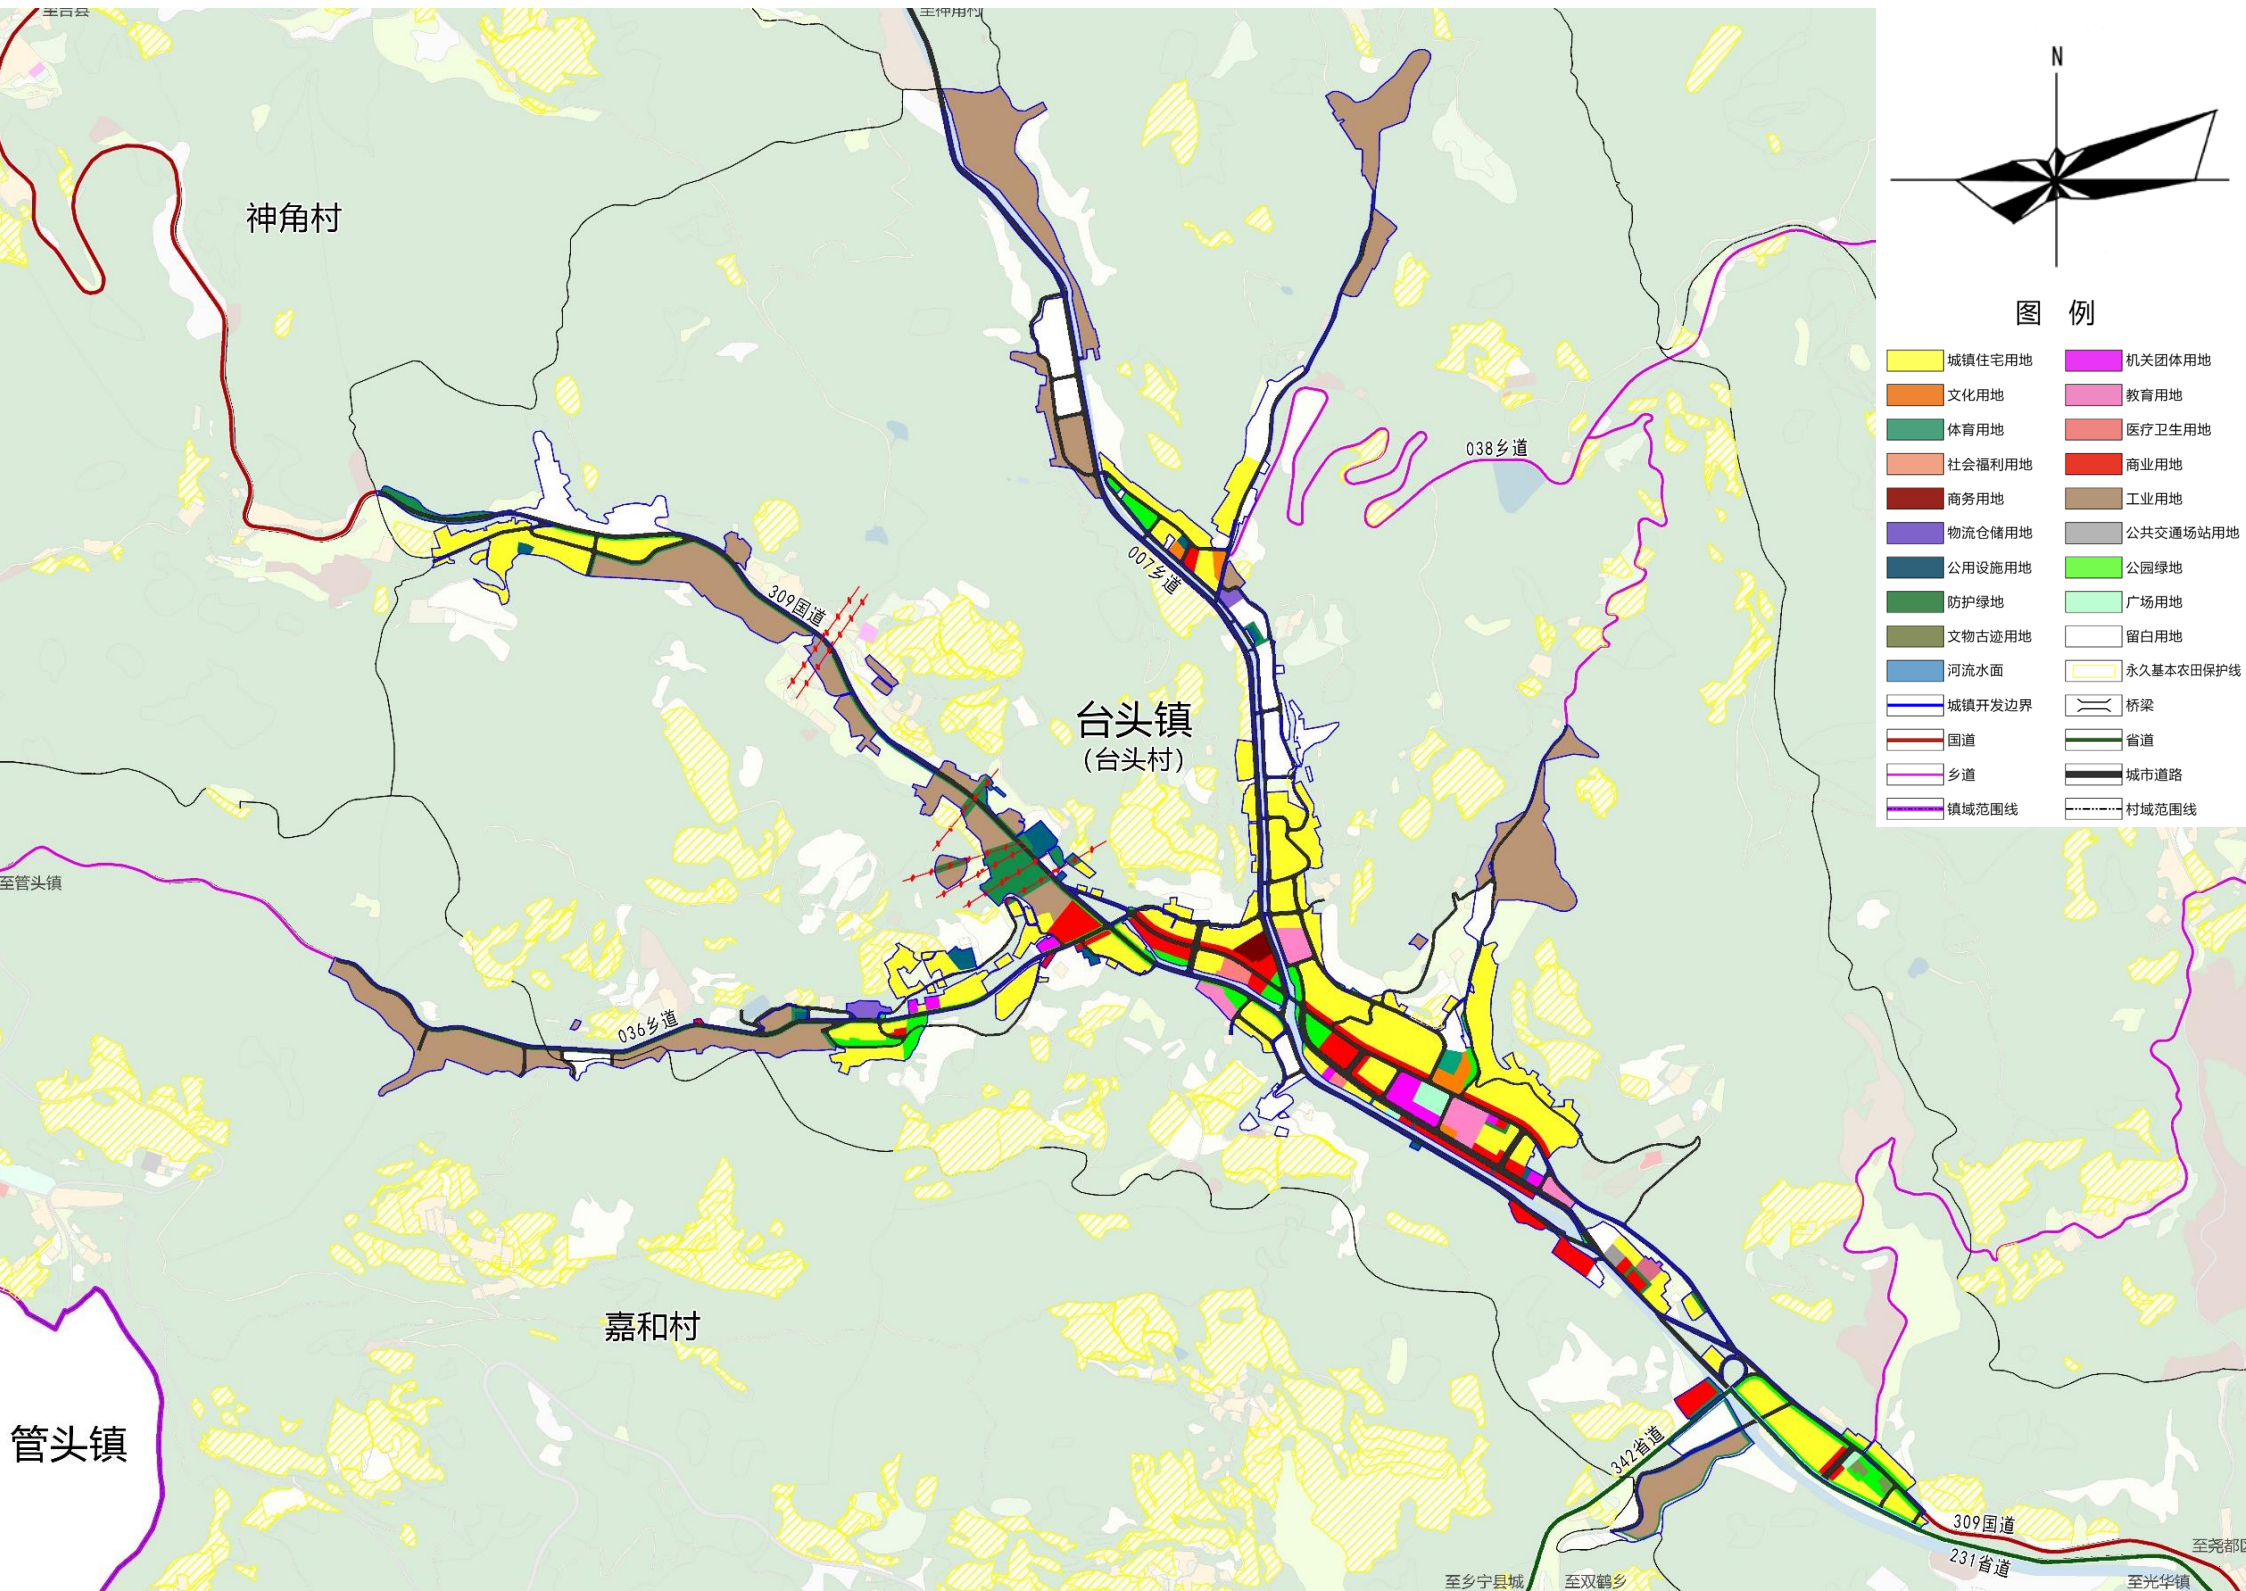 至吉县
至神角村
N
神角村
图 例
城镇住宅用地
机关团体用地
文化用地
教育用地
体育用地
医疗卫生用地
社会福利用地
商业用地
商务用地
工业用地
物流仓储用地
公共交通场站用地
公用设施用地
公园绿地
防护绿地
广场用地
文物古迹用地
留白用地
河流水面
永久基本农田保护线
城镇开发边界
桥梁
国道
省道
乡道
城市道路
镇域范围线
村域范围线
038乡道
007乡道
309国道
台头镇
(台头村)
至管头镇
036乡道
嘉和村
管头镇
342省道
309国道
231省道
至尧都区
至乡宁县城
至双鹤乡
至光华镇